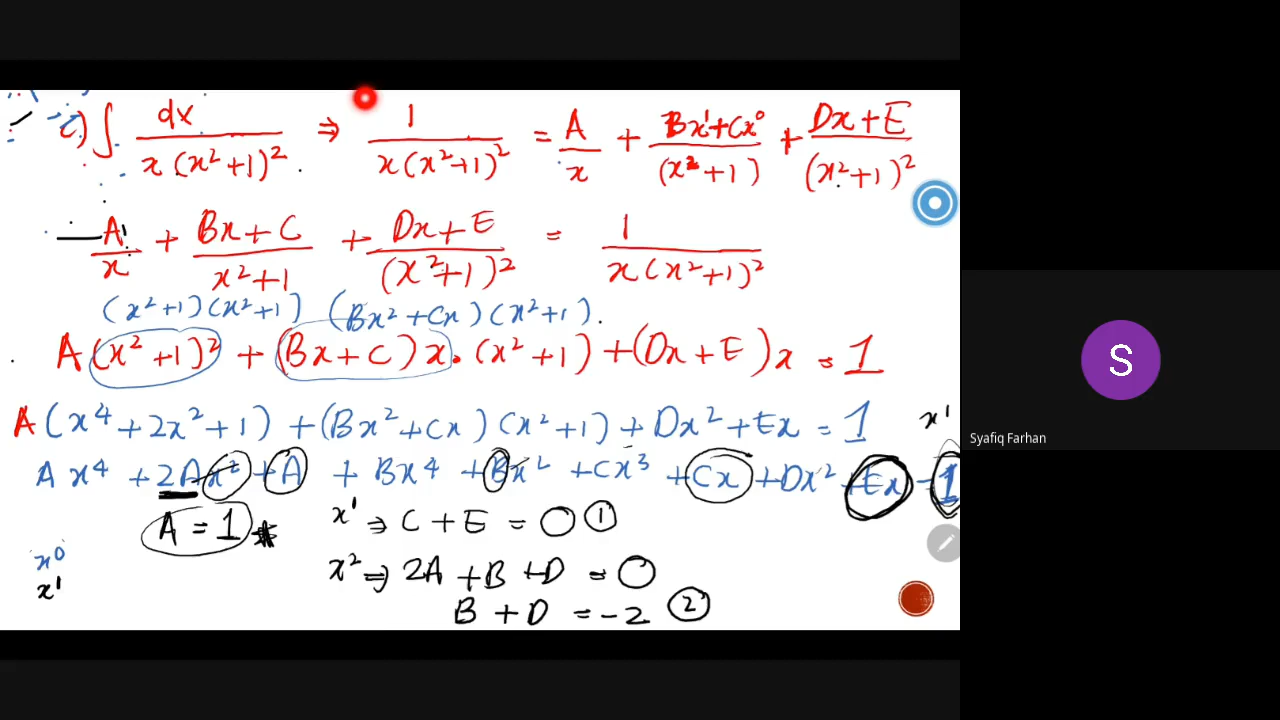 c) ∫ dx / x(x²+1)² ⇒ 1 / x(x²+1)² = A/x + (Bx¹+Cx⁰)/(x²+1) + (Dx+E)/(x²+1)²
A/x + (Bx+C)/(x²+1) + (Dx+E)/(x²+1)² = 1 / x(x²+1)²
(x²+1)(x²+1) (Bx²+Cx)(x²+1)
A(x²+1)² + (Bx+C)x·(x²+1) + (Dx+E)x = 1
A(x⁴+2x²+1) + (Bx²+Cx)(x²+1) + Dx²+Ex = 1
x¹
Ax⁴ + 2Ax² + A + Bx⁴ + Bx² + Cx³ + Cx + Dx² + Ex = 1
A = 1 *
x¹ ⇒ C + E = 0 ①
x⁰
x¹
x² ⇒ 2A + B + D = 0
B + D = -2 ②
S
Syafiq Farhan